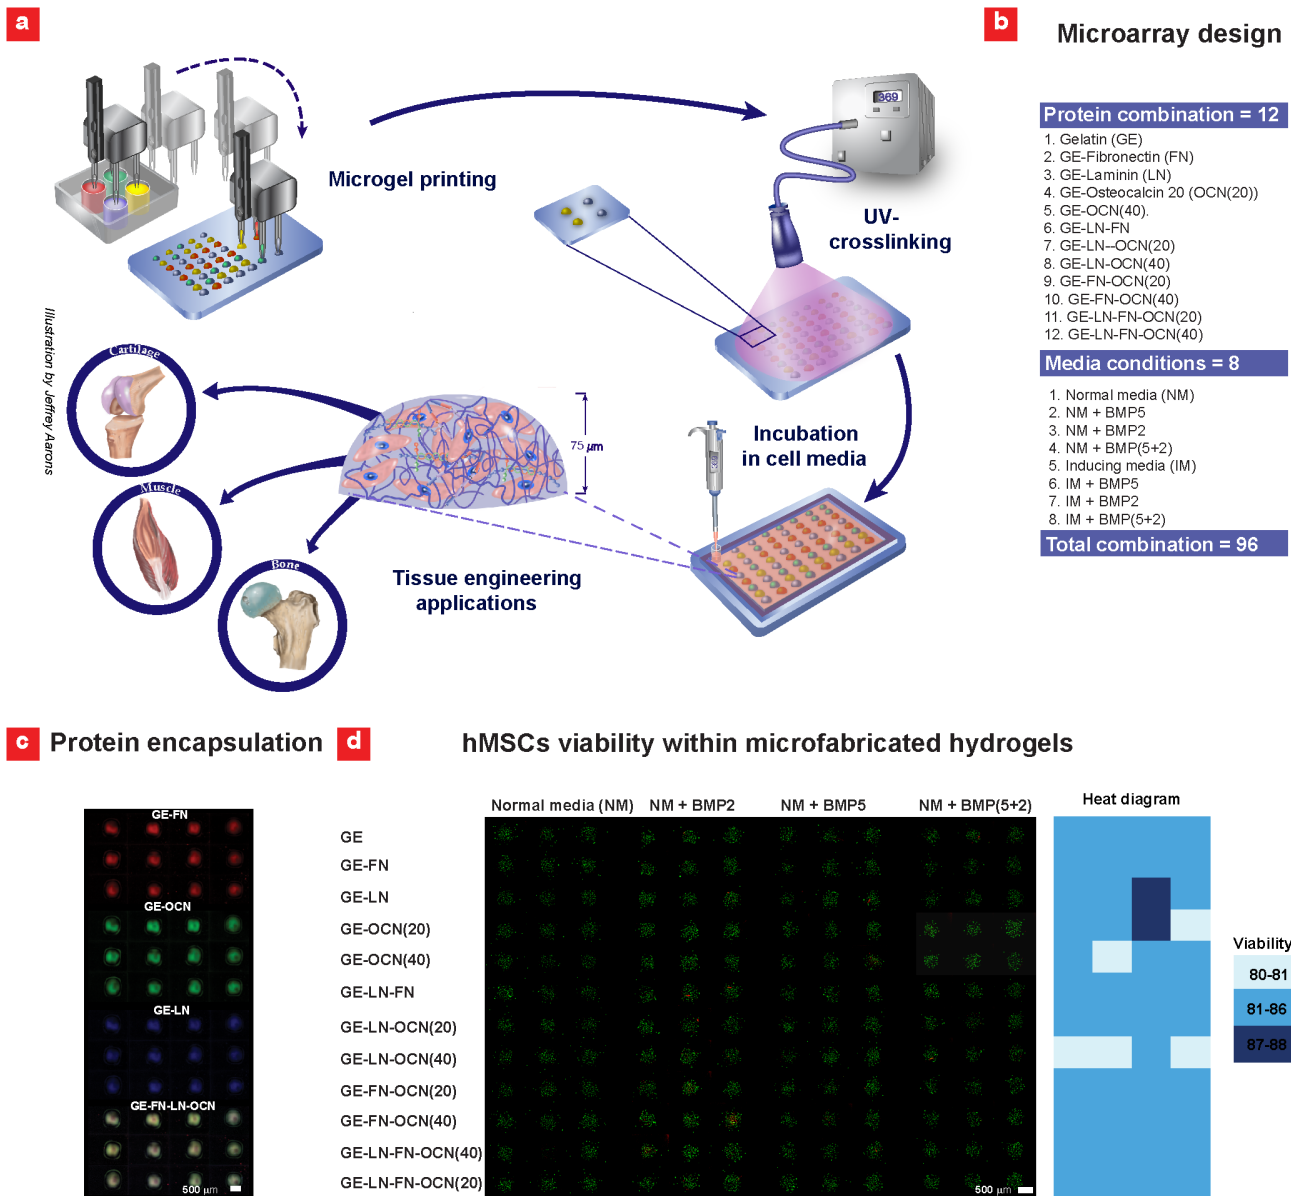 a
369
Microgel printing
UV-
crosslinking
Illustration by Jeffrey Aarons
Cartilage
Muscle
Bone
75 µm
Incubation
in cell media
369
Tissue engineering
applications
b
Microarray design
Protein combination = 12
1. Gelatin (GE)
2. GE-Fibronectin (FN)
3. GE-Laminin (LN)
4. GE-Osteocalcin 20 (OCN(20))
5. GE-OCN(40).
6. GE-LN-FN
7. GE-LN--OCN(20)
8. GE-LN-OCN(40)
9. GE-FN-OCN(20)
10. GE-FN-OCN(40)
11. GE-LN-FN-OCN(20)
12. GE-LN-FN-OCN(40)
Media conditions = 8
1. Normal media (NM)
2. NM + BMP5
3. NM + BMP2
4. NM + BMP(5+2)
5. Inducing media (IM)
6. IM + BMP5
7. IM + BMP2
8. IM + BMP(5+2)
Total combination = 96
c
Protein encapsulation
GE-FN
GE-OCN
GE-LN
GE-FN-LN-OCN
500 µm
d
hMSCs viability within microfabricated hydrogels
Normal media (NM) NM + BMP2 NM + BMP5 NM + BMP(5+2)
GE
GE-FN
GE-LN
GE-OCN(20)
GE-OCN(40)
GE-LN-FN
GE-LN-OCN(20)
GE-LN-OCN(40)
GE-FN-OCN(20)
GE-FN-OCN(40)
GE-LN-FN-OCN(40)
GE-LN-FN-OCN(20)
500 µm
Heat diagram
Viability
80-81
81-86
87-88